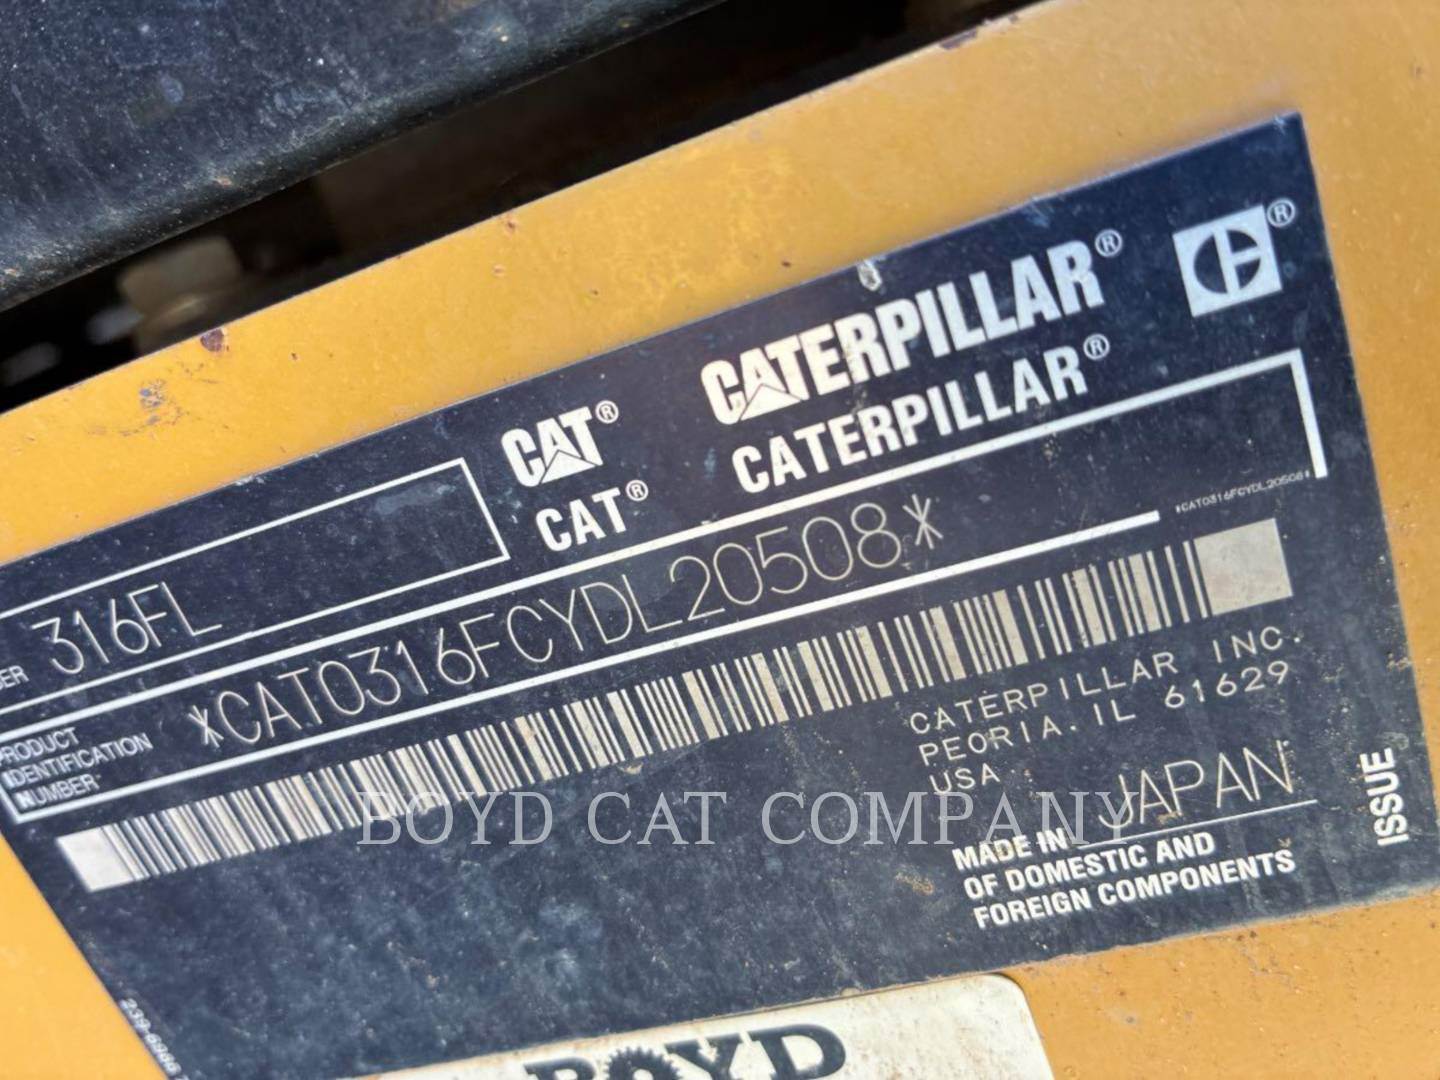 CAT® CATERPILLAR®
CAT® CATERPILLAR®
316FL
PRODUCT
IDENTIFICATION
NUMBER
*CAT0316FCYDL20508*
*CAT0316FCYDL20508*
CATERPILLAR INC.
PEORIA, IL 61629
USA
MADE IN JAPAN
OF DOMESTIC AND
FOREIGN COMPONENTS
ISSUE
BOYD CAT COMPANY
BOYD